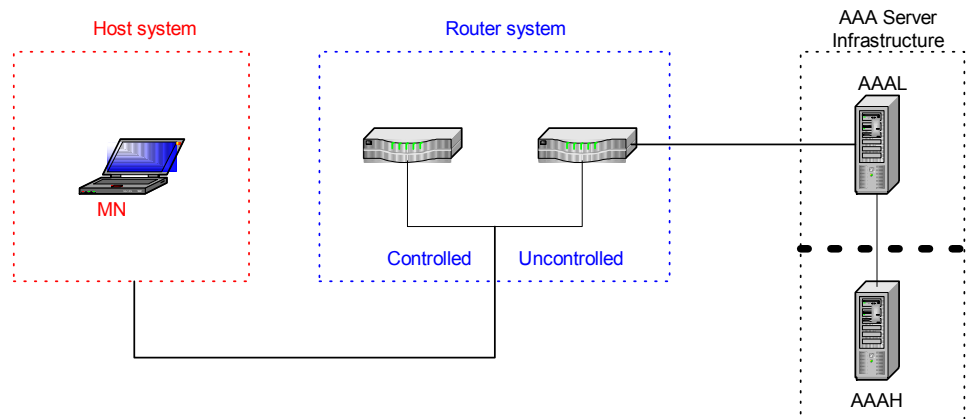 Host system
Router system
AAA Server
Infrastructure
AAAL
MN
Controlled
Uncontrolled
AAAH